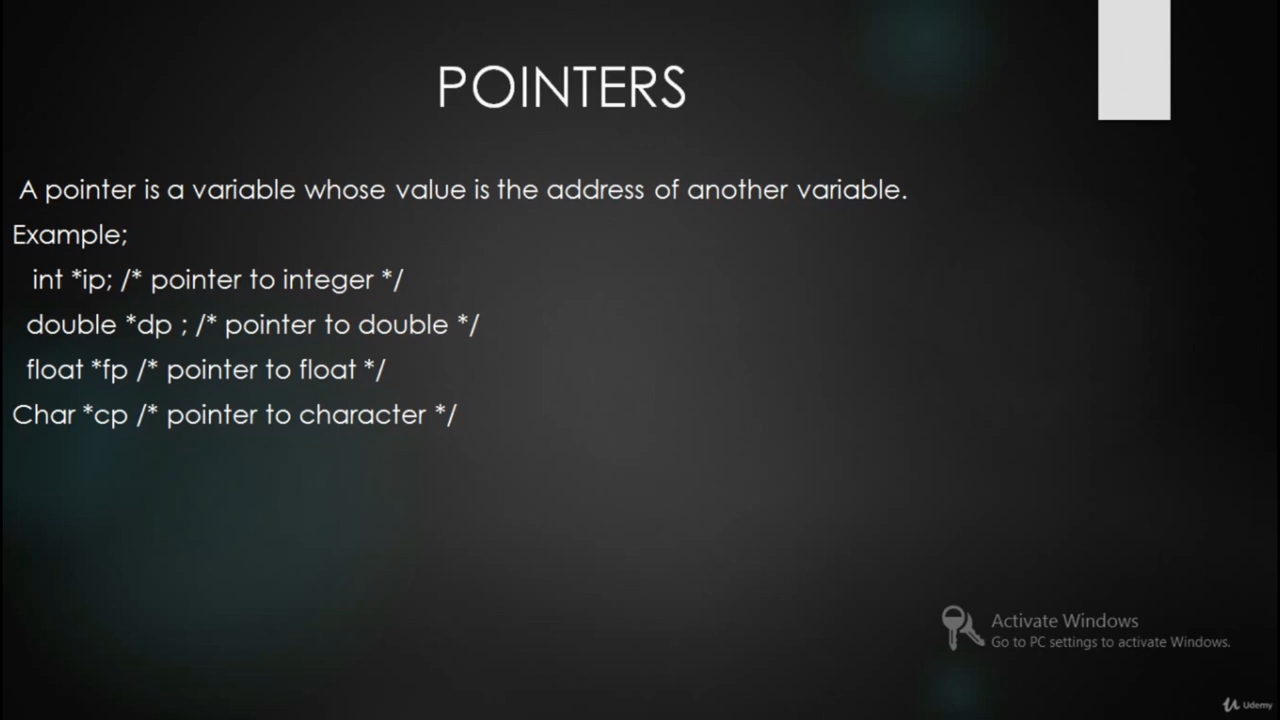 POINTERS
A pointer is a variable whose value is the address of another variable.
Example;
int *ip; /* pointer to integer */
double *dp ; /* pointer to double */
float *fp /* pointer to float */
Char *cp /* pointer to character */
Activate Windows
Go to PC settings to activate Windows.
Udemy